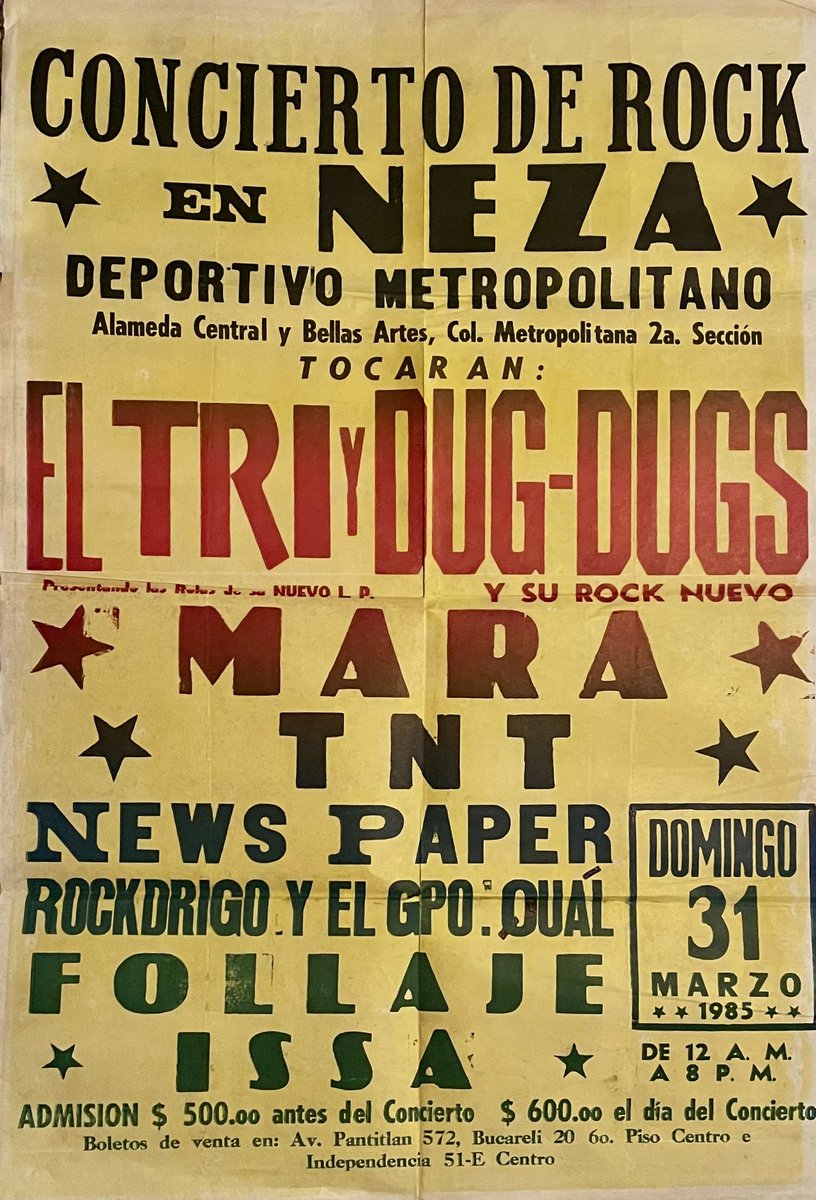 CONCIERTO DE ROCK
EN NEZA
DEPORTIVO METROPOLITANO
Alameda Central y Bellas Artes, Col. Metropolitana 2a. Sección
TOCARAN:
EL TRI Y DUG-DUGS
Presentando las Rolas de su NUEVO L. P. Y SU ROCK NUEVO
MARA
TNT
NEWS PAPER
ROCKDRIGO Y EL GPO. QUAL
FOLLAJE
ISSA
DOMINGO
31
MARZO
1985
DE 12 A. M.
A 8 P. M.
ADMISION $ 500.00 antes del Concierto $ 600.00 el día del Concierto
Boletos de venta en: Av. Pantitlan 572, Bucareli 20 6o. Piso Centro e
Independencia 51-E Centro